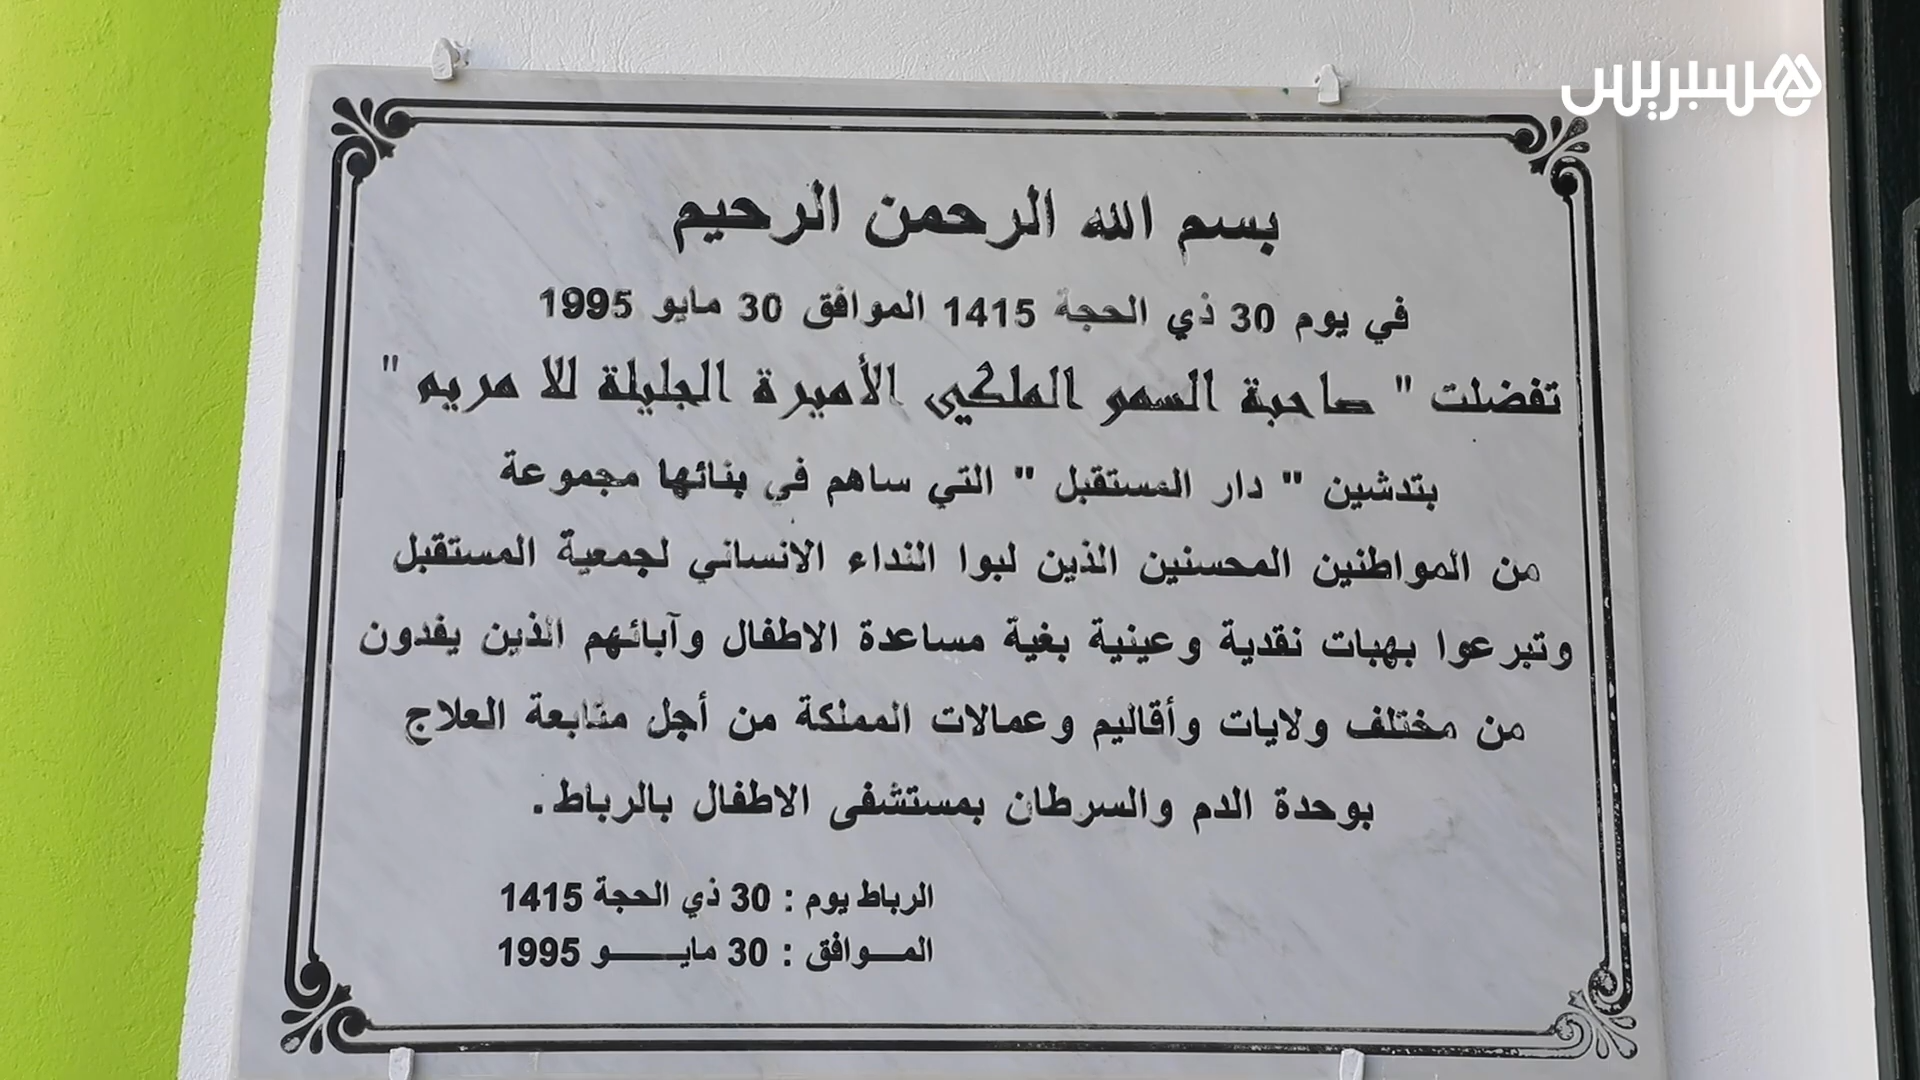 هسبريس
بسم الله الرحمن الرحيم
في يوم 30 ذي الحجة 1415 الموافق 30 مايو 1995
تفضلت " صاحبة السمو الملكي الأميرة الجليلة للا مريم "
بتدشين " دار المستقبل " التي ساهم في بنائها مجموعة
من المواطنين المحسنين الذين لبوا النداء الانساني لجمعية المستقبل
وتبرعوا بهبات نقدية وعينية بغية مساعدة الاطفال وآبائهم الذين يفدون
من مختلف ولايات وأقاليم وعمالات المملكة من أجل متابعة العلاج
بوحدة الدم والسرطان بمستشفى الاطفال بالرباط.
الرباط يوم : 30 ذي الحجة 1415
المــوافق : 30 مايــــو 1995